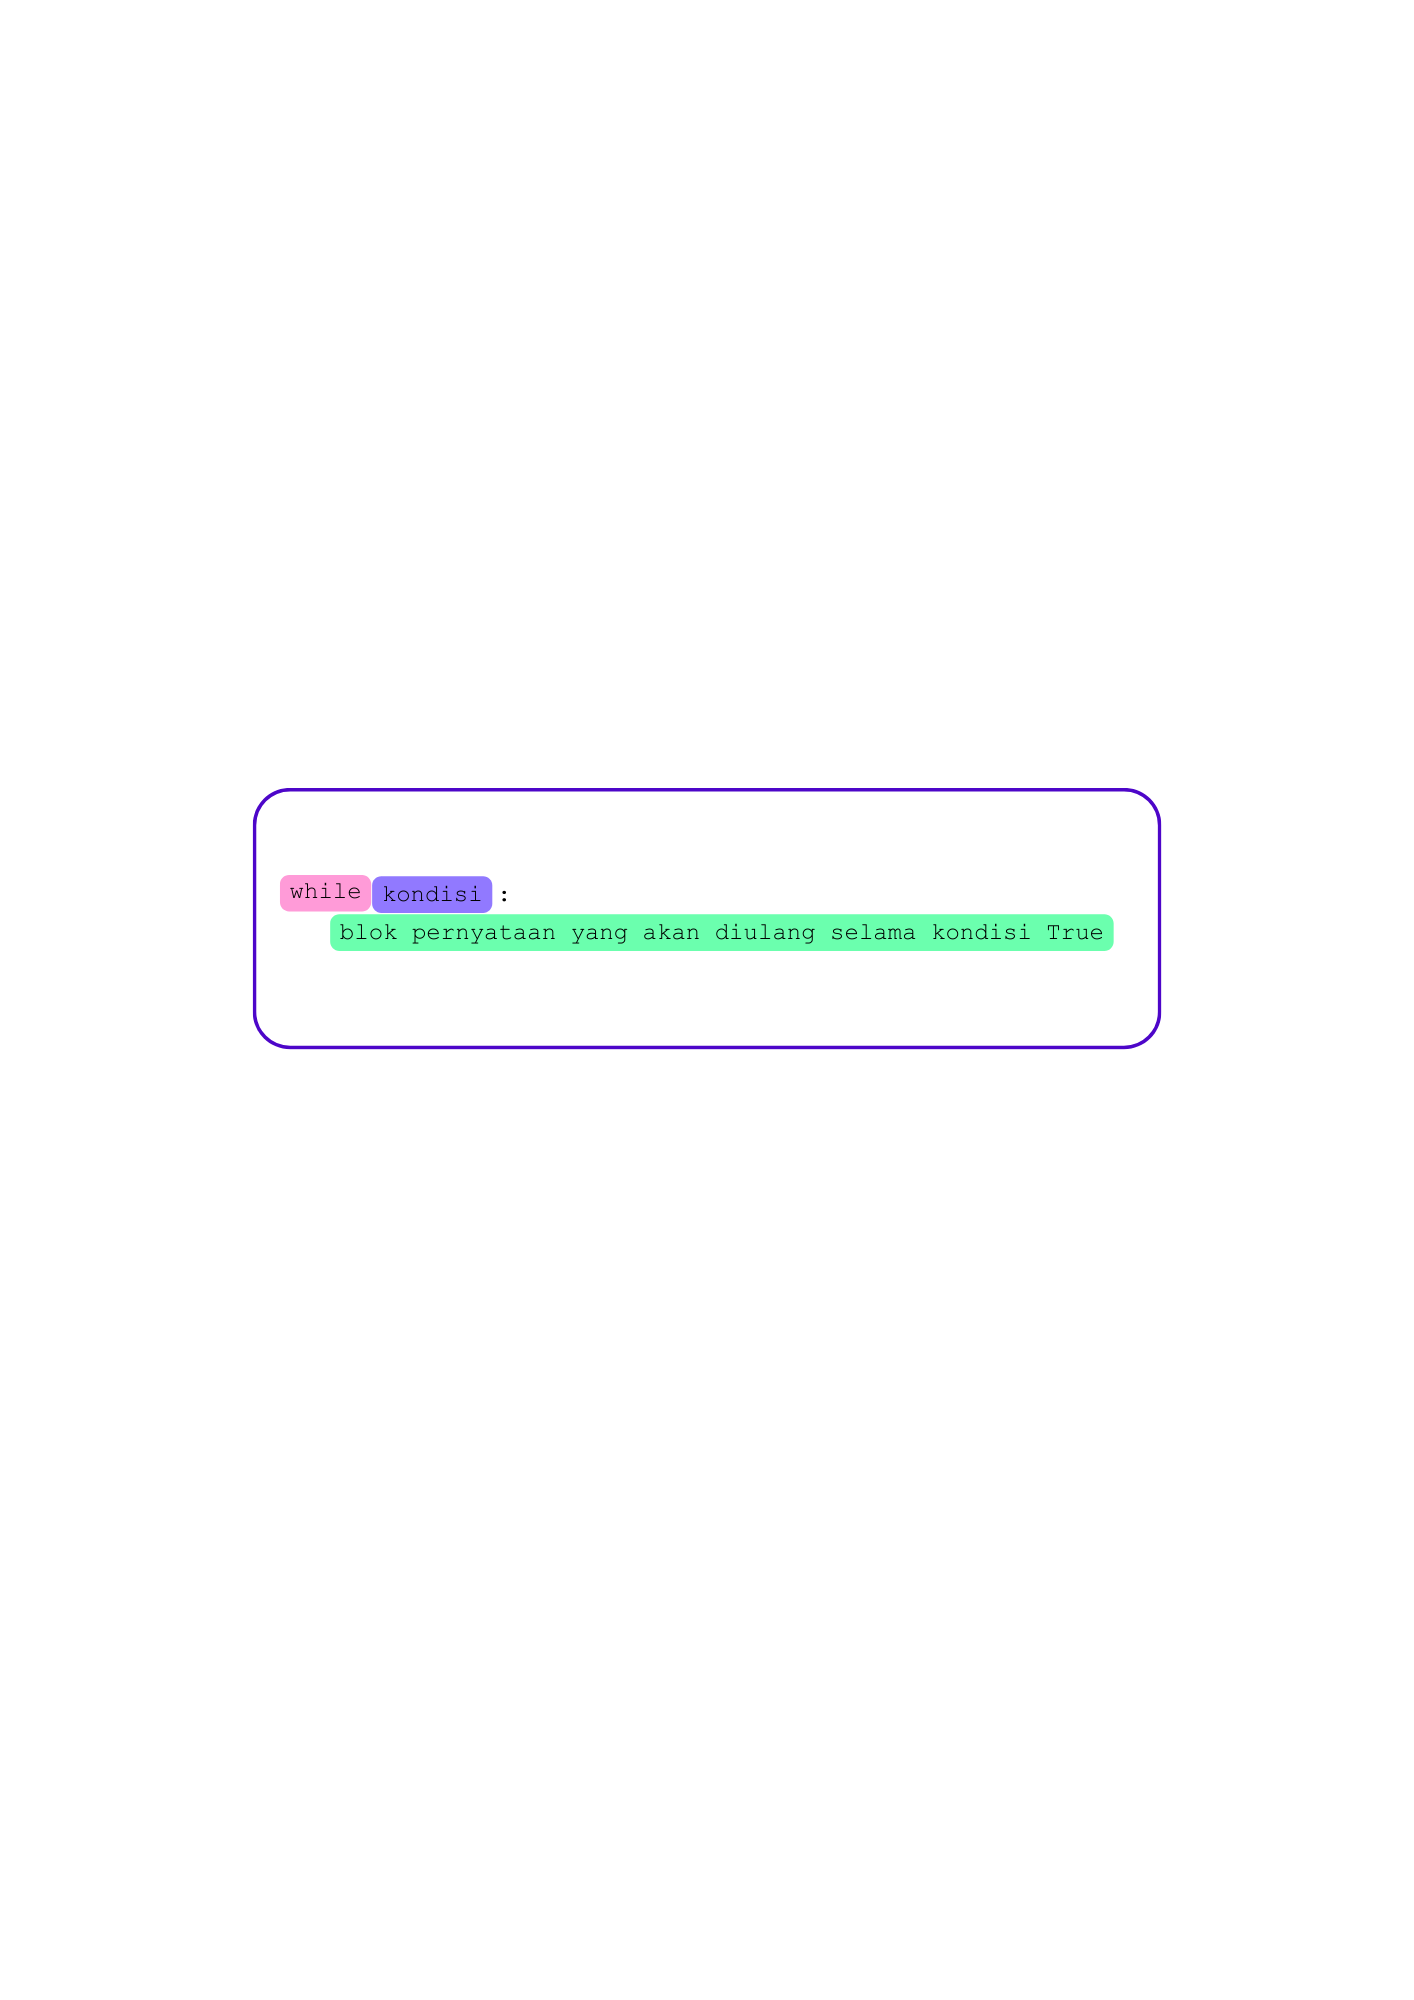 while kondisi :
blok pernyataan yang akan diulang selama kondisi True